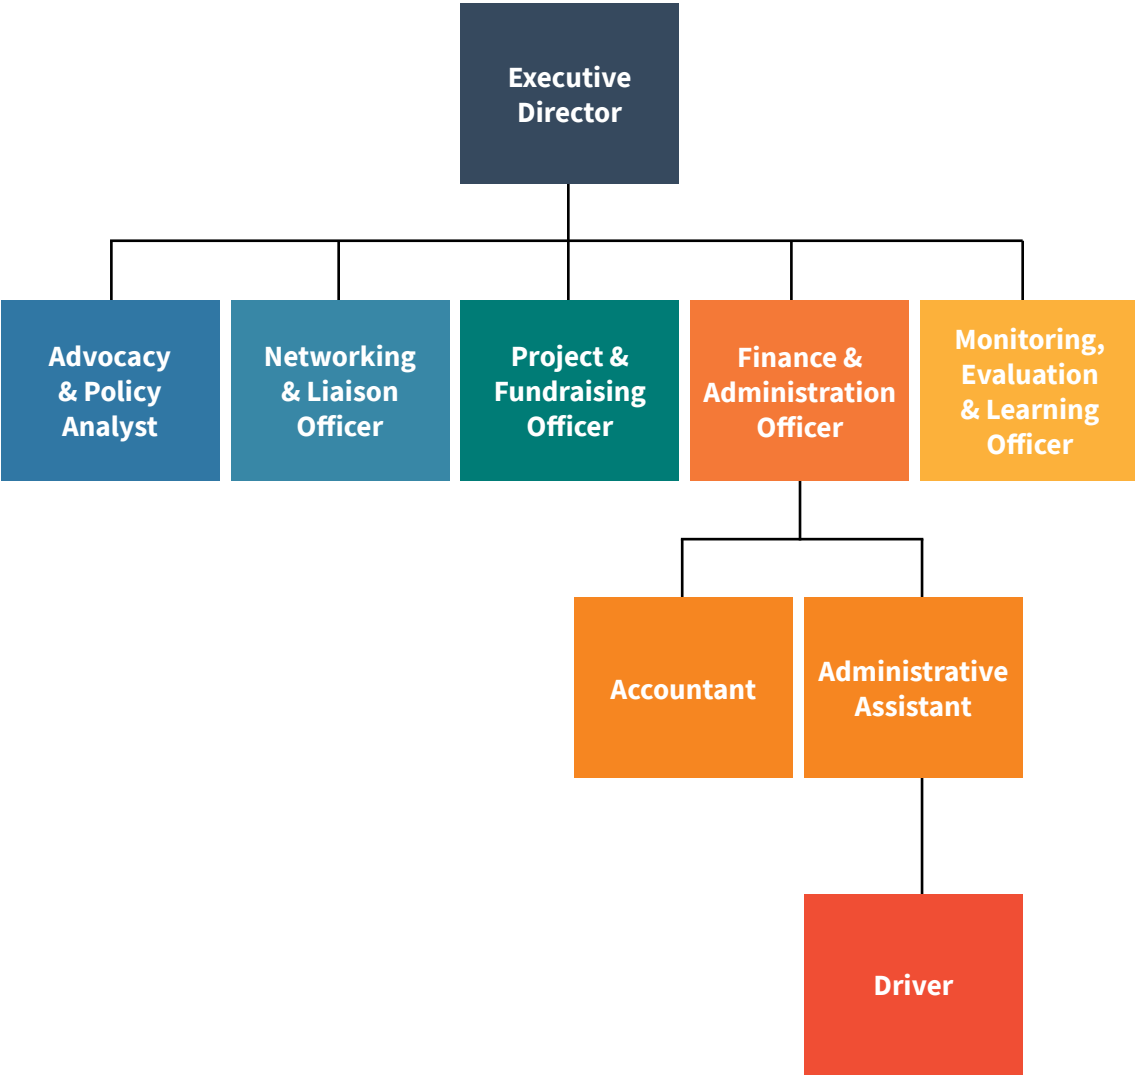 Executive
Director
Advocacy
& Policy
Analyst
Networking
& Liaison
Officer
Project &
Fundraising
Officer
Finance &
Administration
Officer
Monitoring,
Evaluation
& Learning
Officer
Accountant
Administrative
Assistant
Driver